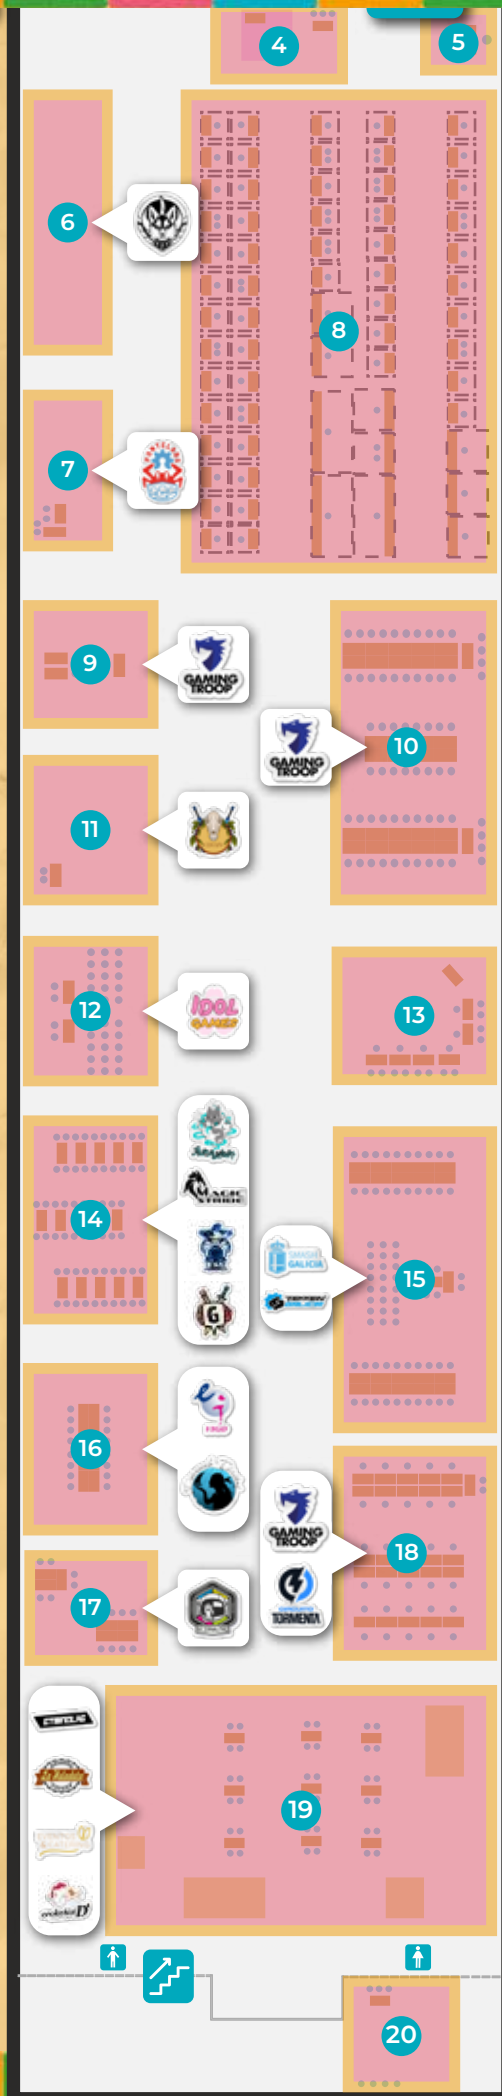 4
5
6
8
7
9
GAMING
TROOP
10
GAMING
TROOP
11
12
IDOL
GAMES
13
14
MAGIC
STRIDE
G
15
SMASH
GALICIA
16
GAMING
TROOP
18
17
TORMENTA
19
20